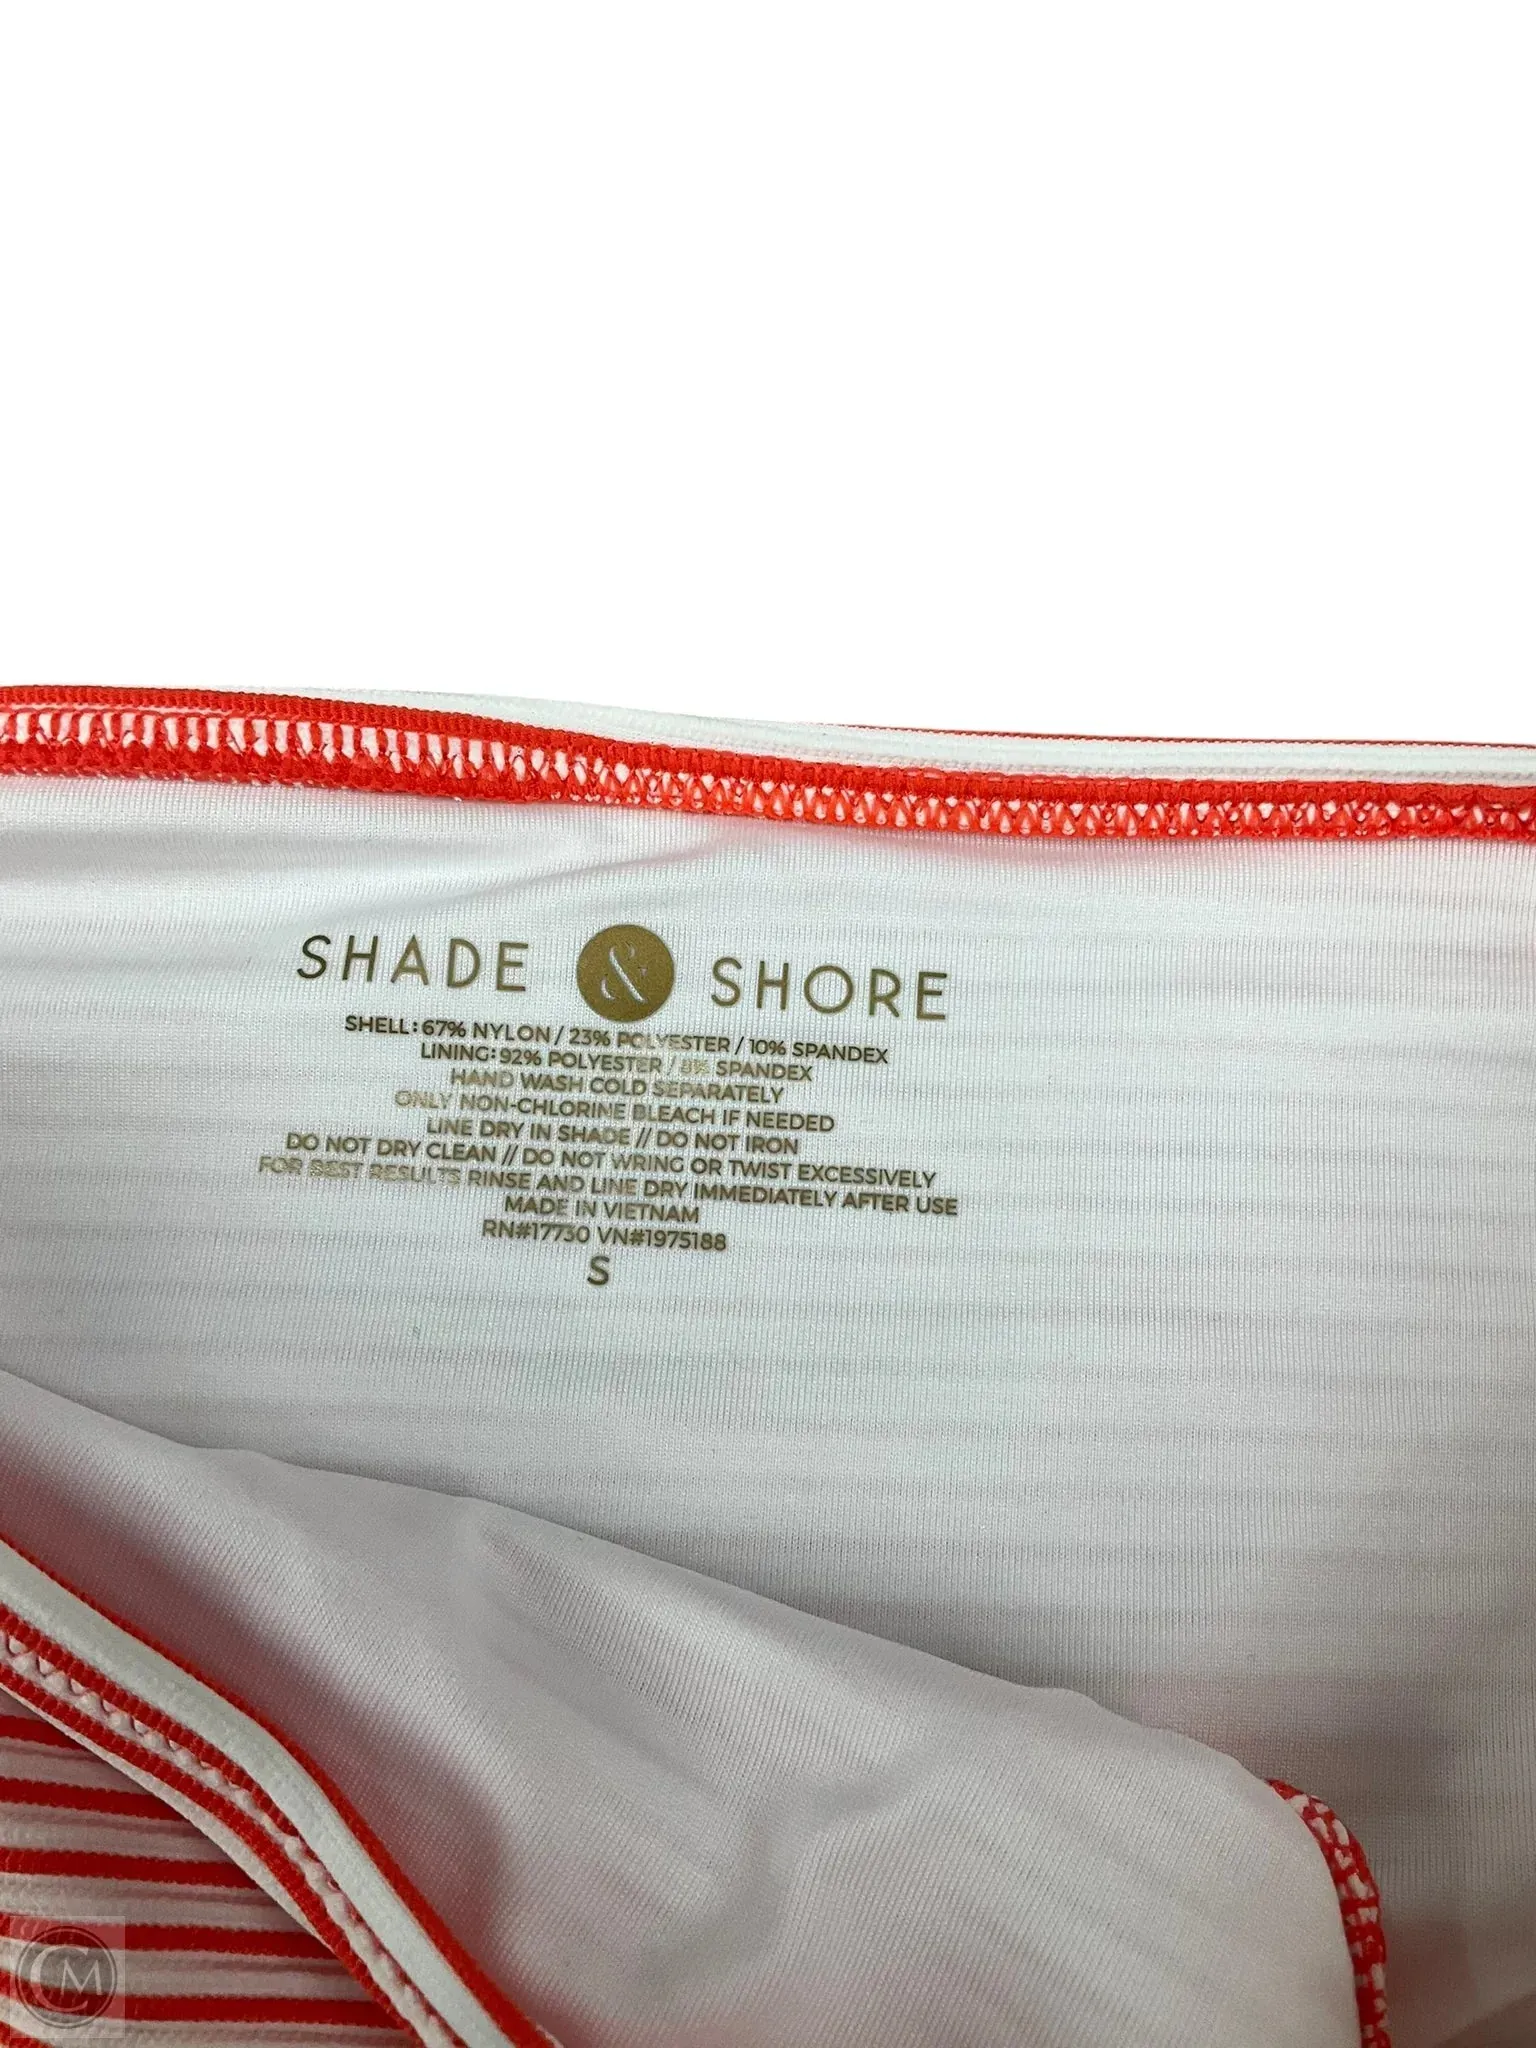 SHADE & SHORE
SHELL: 67% NYLON / 23% POLYESTER / 10% SPANDEX
LINING: 92% POLYESTER / 8% SPANDEX
HAND WASH COLD SEPARATELY
ONLY NON-CHLORINE BLEACH IF NEEDED
LINE DRY IN SHADE // DO NOT IRON
DO NOT DRY CLEAN // DO NOT WRING OR TWIST EXCESSIVELY
FOR BEST RESULTS RINSE AND LINE DRY IMMEDIATELY AFTER USE
MADE IN VIETNAM
RN#17730 VN#1975188
S
CM